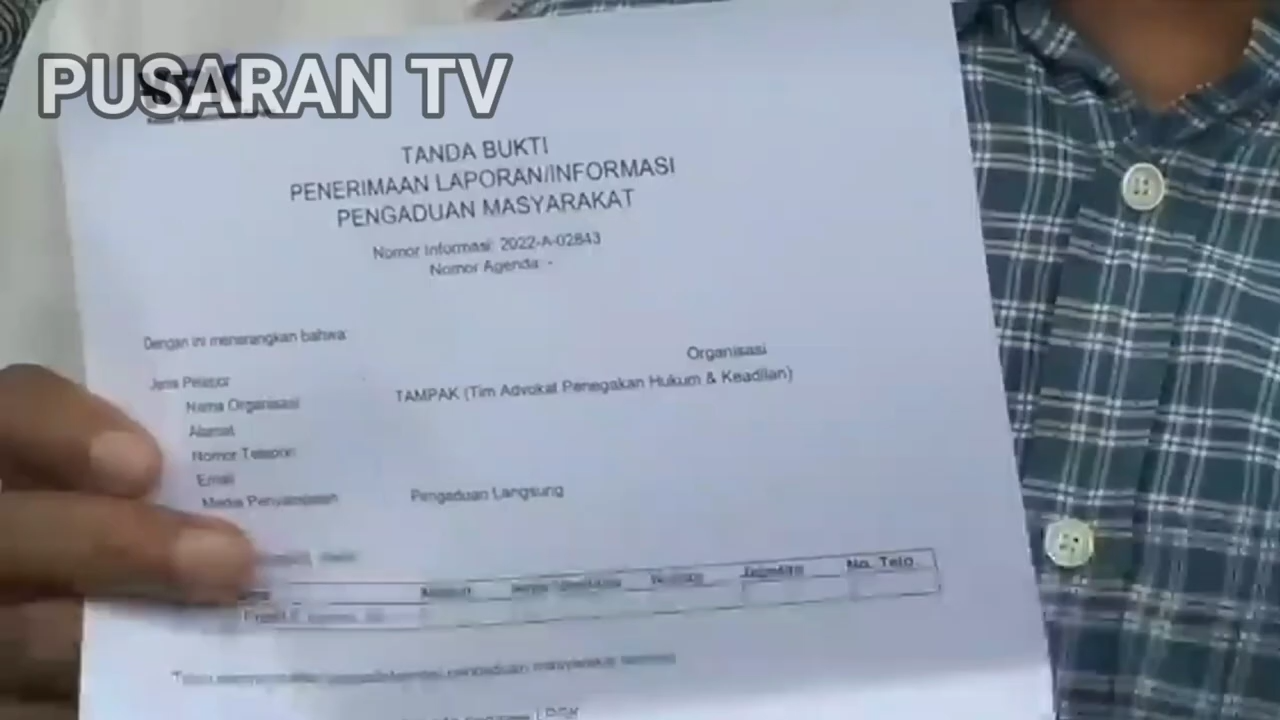 PUSARAN TV
TANDA BUKTI
PENERIMAAN LAPORAN/INFORMASI
PENGADUAN MASYARAKAT
Nomor Informasi: 2022-A-02843
Nomor Agenda: -
Dengan ini menerangkan bahwa:
Jenis Pelapor Organisasi
Nama Organisasi TAMPAK (Tim Advokat Penegakan Hukum & Keadilan)
Alamat
Nomor Telepon
Email
Media Penyampaian Pengaduan Langsung
Alamat Jabatan No. Telp